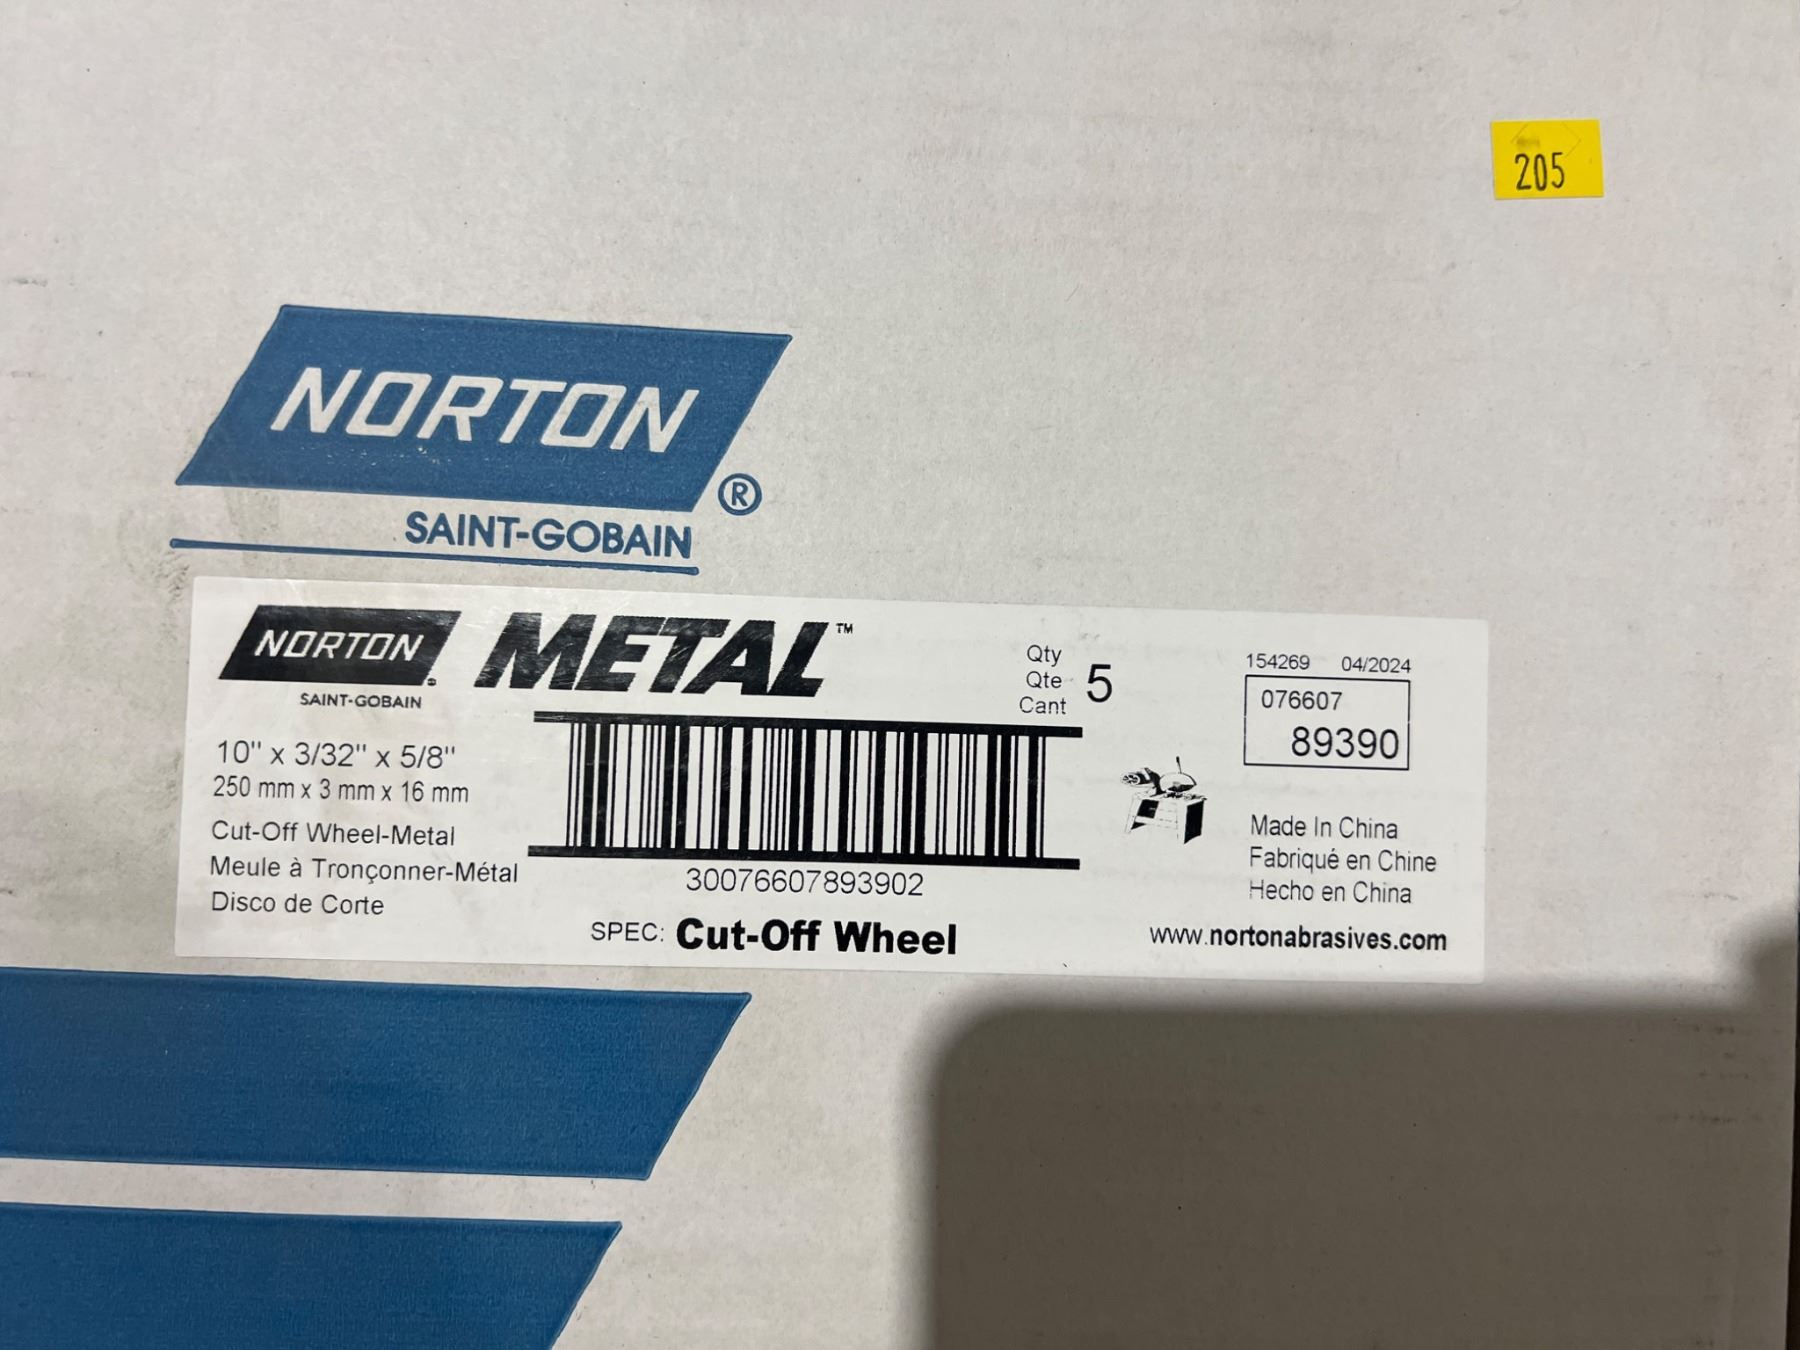 205
NORTON
®
SAINT-GOBAIN
NORTON
SAINT-GOBAIN
METAL™
Qty
Qte
Cant
5
154269 04/2024
076607
89390
10" x 3/32" x 5/8"
250 mm x 3 mm x 16 mm
Cut-Off Wheel-Metal
Meule à Tronçonner-Métal
Disco de Corte
30076607893902
SPEC: Cut-Off Wheel
Made In China
Fabriqué en Chine
Hecho en China
www.nortonabrasives.com